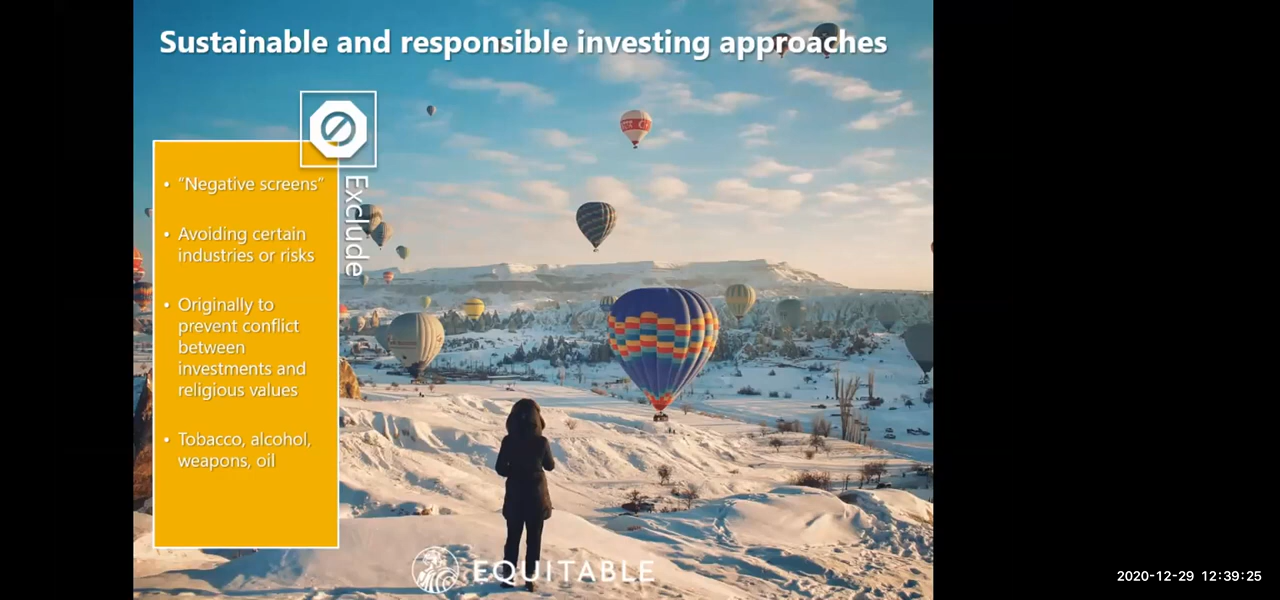 Sustainable and responsible investing approaches
Exclude
• "Negative screens"
• Avoiding certain
industries or risks
• Originally to
prevent conflict
between
investments and
religious values
• Tobacco, alcohol,
weapons, oil
EQUITABLE
2020-12-29 12:39:25